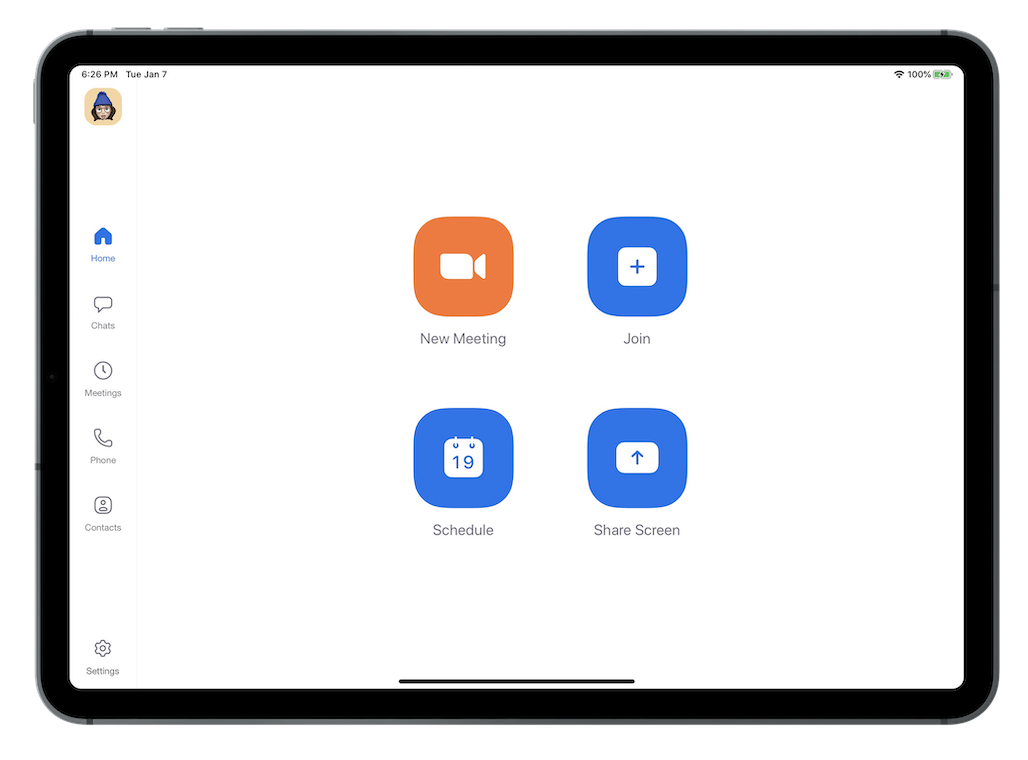 6:26 PM Tue Jan 7
100%
Home
Chats
Meetings
Phone
Contacts
Settings
New Meeting
Join
19
Schedule
Share Screen